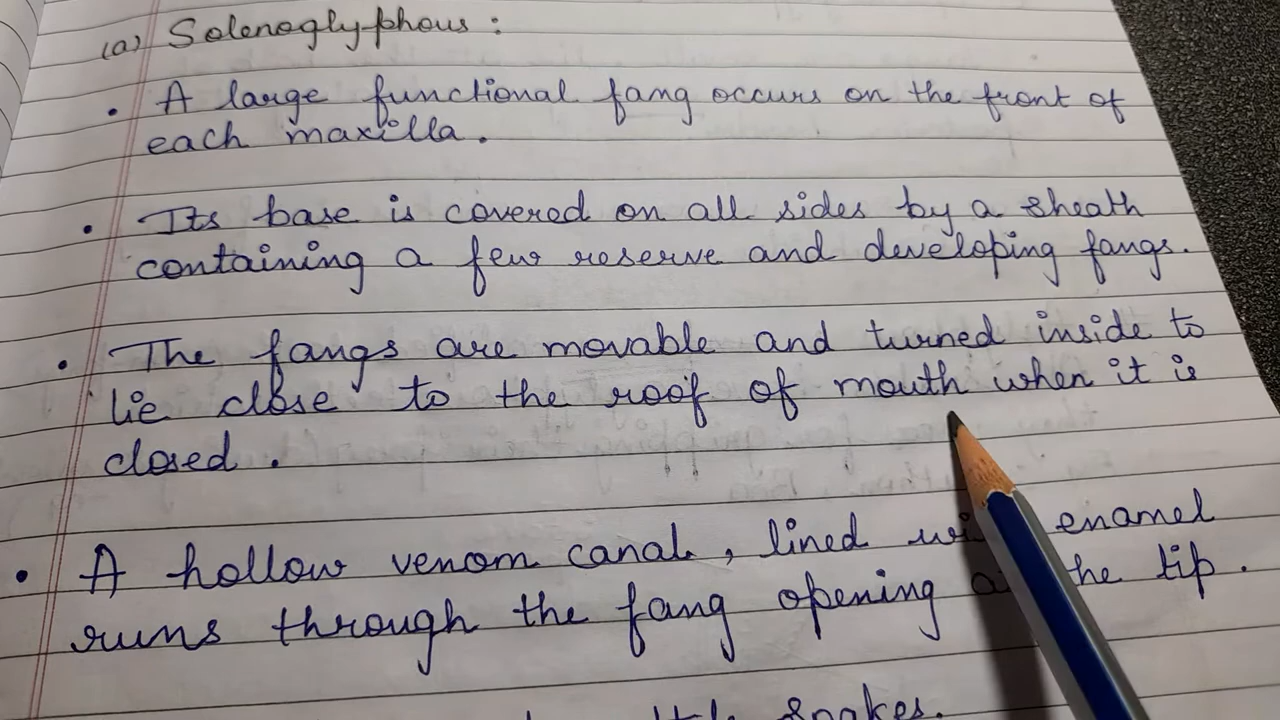 (a) Solenoglyphous :
• A large functional fang occurs on the front of
each maxilla.
• Its base is covered on all sides by a sheath
containing a few reserve and developing fangs.
• The fangs are movable and turned inside to
lie close to the roof of mouth when it is
closed.
• A hollow venom canal, lined enamel
runs through the fang opening the tip.
snakes.